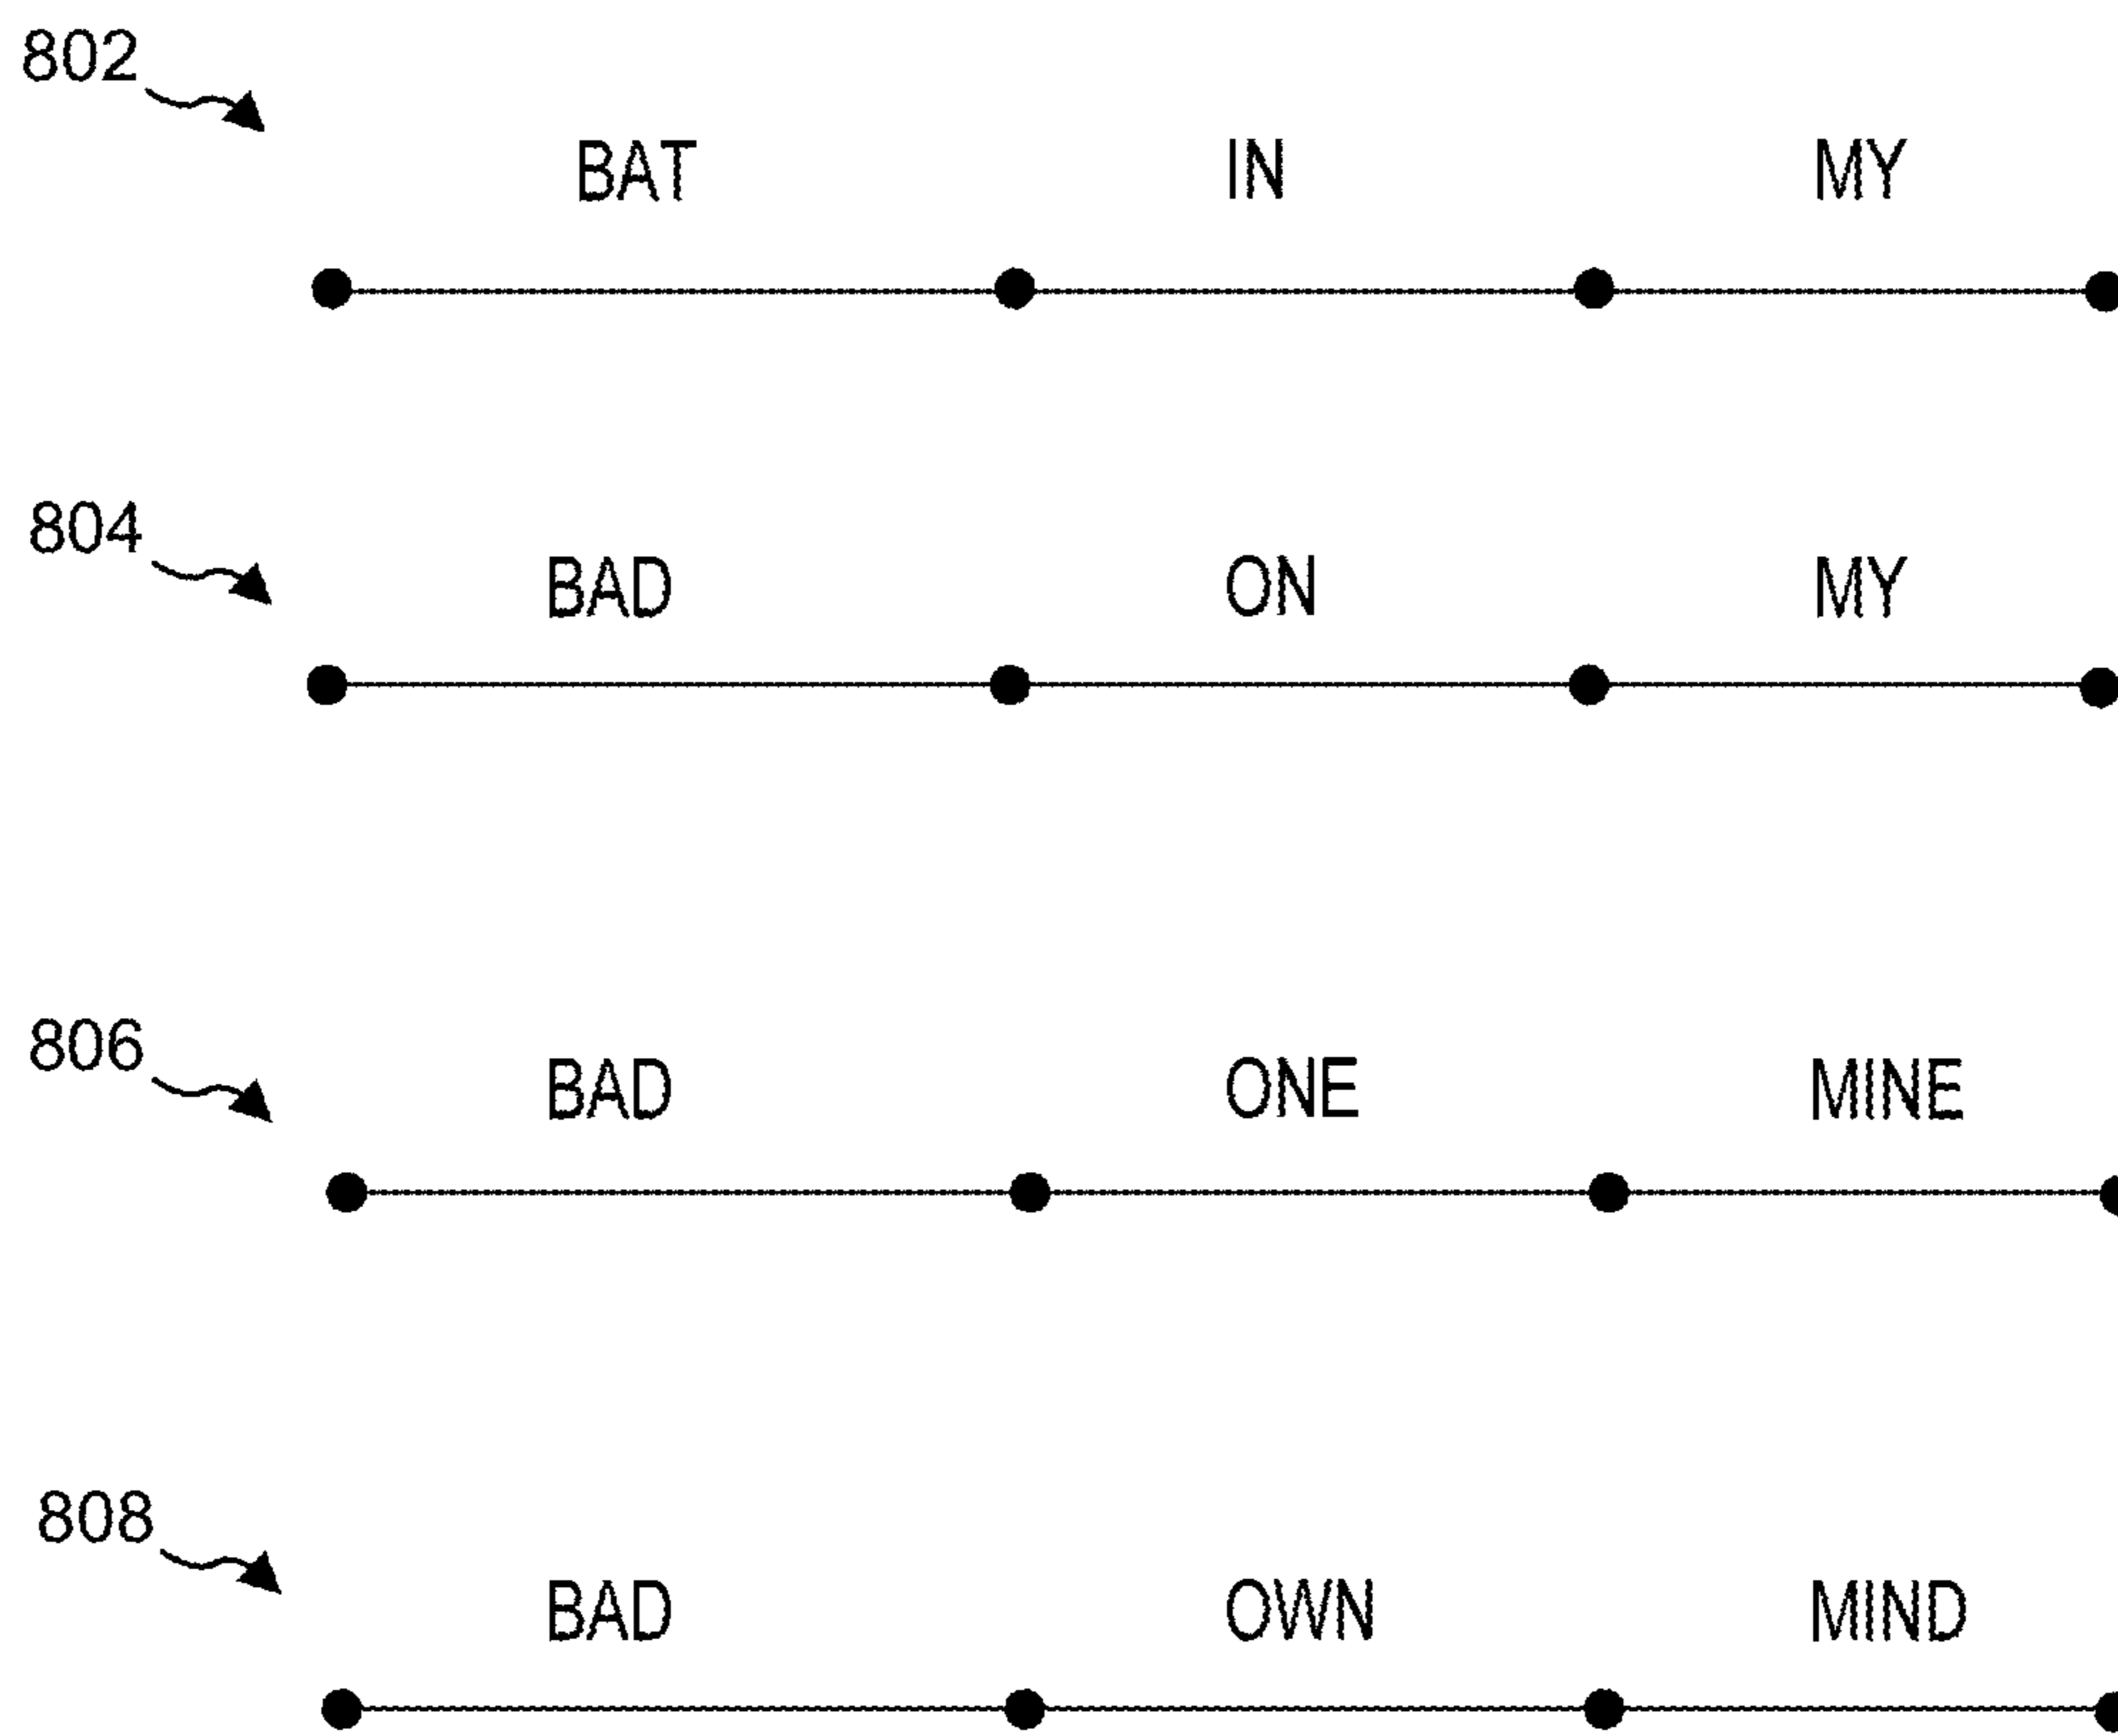 802
BAT IN MY
804
BAD ON MY
806
BAD ONE MINE
808
BAD OWN MIND